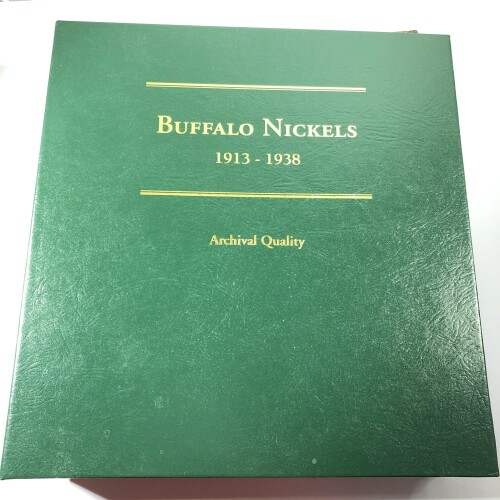 Buffalo Nickels
1913 - 1938
Archival Quality